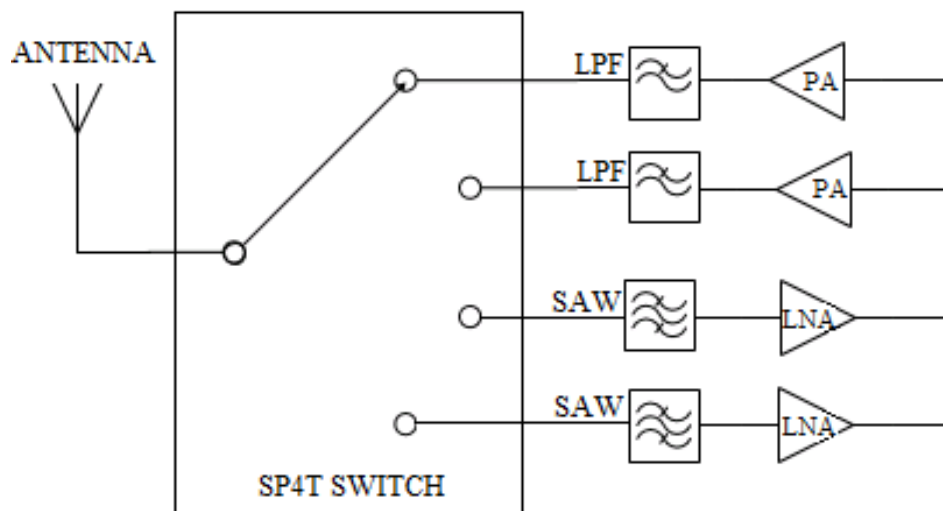 ANTENNA
LPF
PA
LPF
PA
SAW
LNA
SAW
LNA
SP4T SWITCH